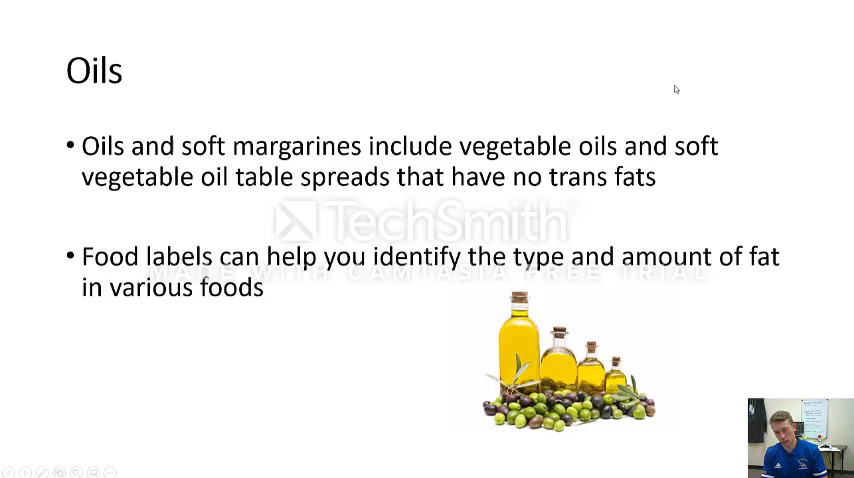 Oils
• Oils and soft margarines include vegetable oils and soft
vegetable oil table spreads that have no trans fats
TechSmith
• Food labels can help you identify the type and amount of fat
MADE WITH CAMTASIA FREE TRIAL
in various foods